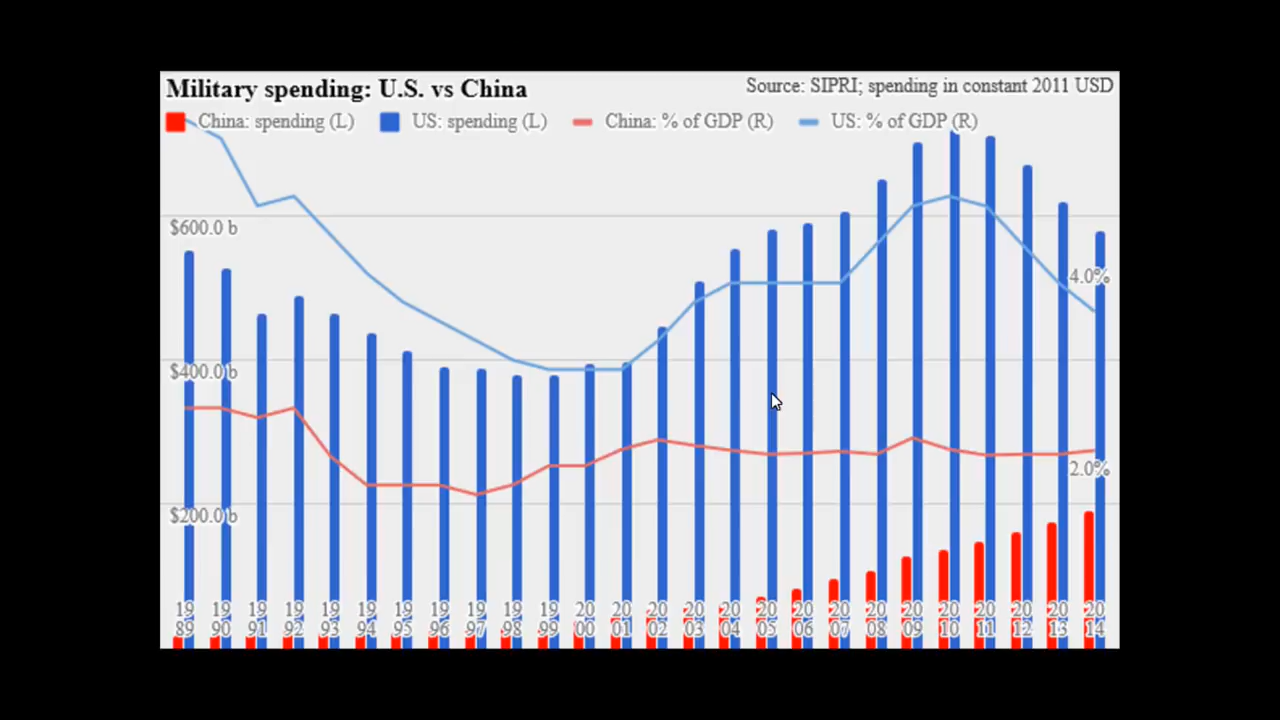 Military spending: U.S. vs China
Source: SIPRI; spending in constant 2011 USD
China: spending (L) US: spending (L) China: % of GDP (R) US: % of GDP (R)
$600.0 b
4.0%
$400.0 b
2.0%
$200.0 b
19 19 19 19 19 19 19 19 19 19 19 20 20 20 20 20 20 20 20 20 20 20 20 20 20 20
89 90 91 92 93 94 95 96 97 98 99 00 01 02 03 04 05 06 07 08 09 10 11 12 13 14